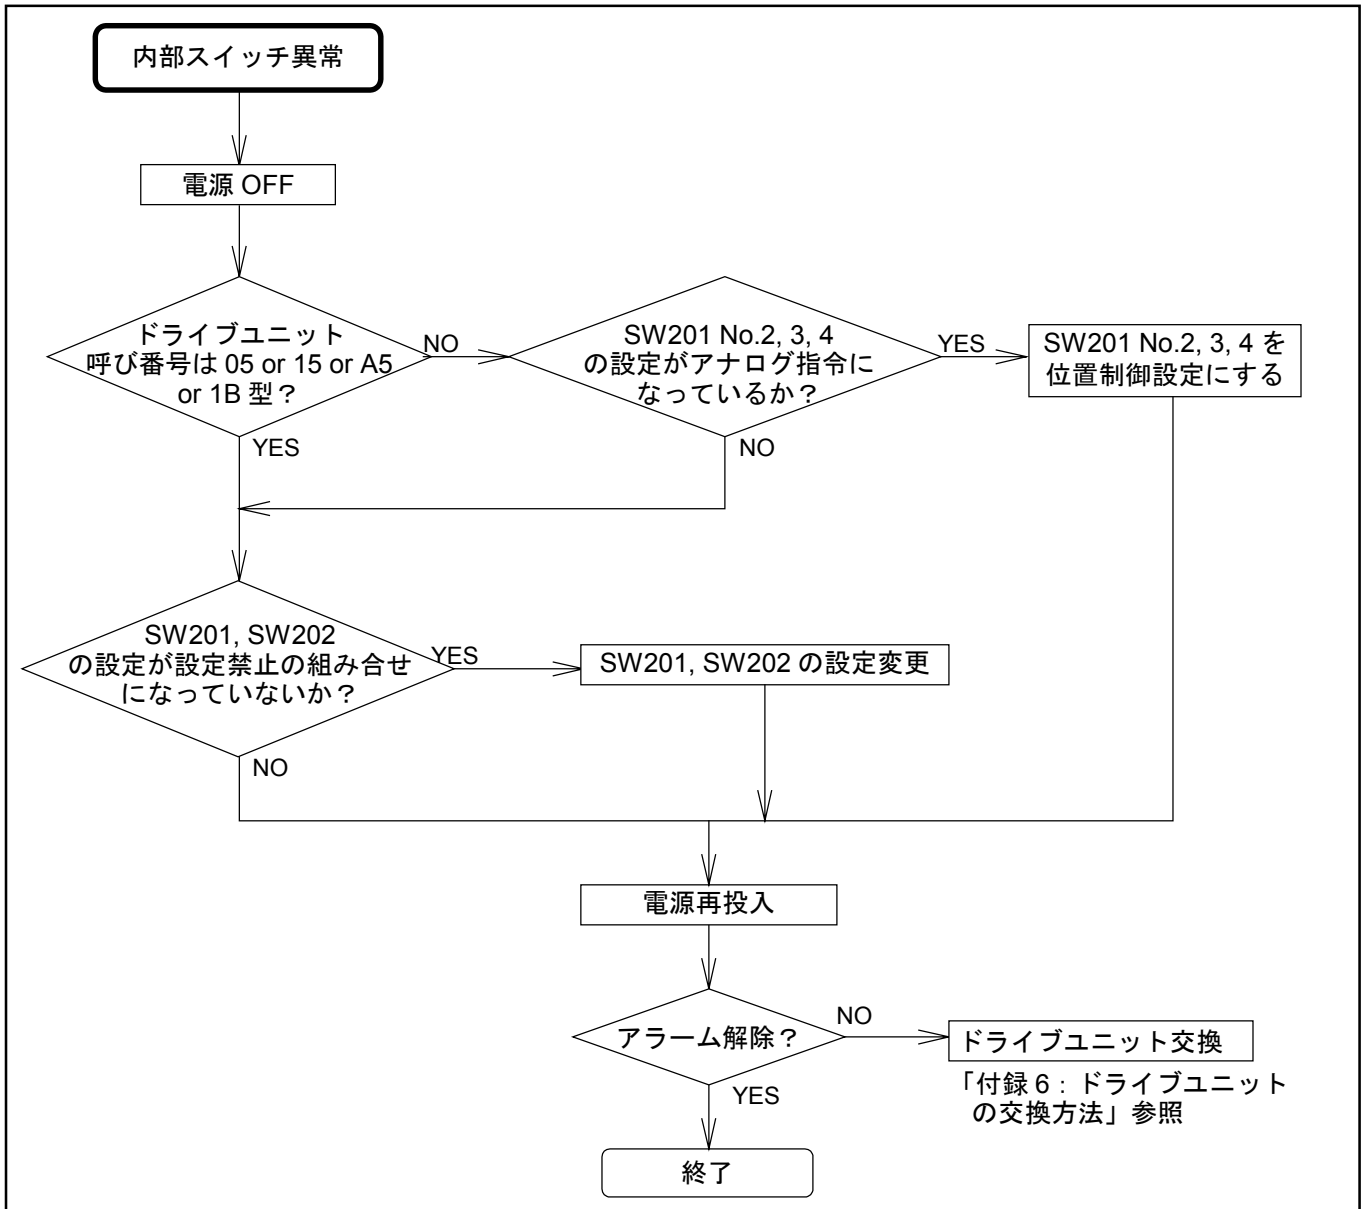 内部スイッチ異常
電源 OFF
ドライブユニット
呼び番号は 05 or 15 or A5
or 1B 型？
NO
SW201 No.2, 3, 4
の設定がアナログ指令に
なっているか？
YES
SW201 No.2, 3, 4 を
位置制御設定にする
YES
NO
SW201, SW202
の設定が設定禁止の組み合せ
になっていないか？
YES
SW201, SW202 の設定変更
NO
電源再投入
アラーム解除？
NO
ドライブユニット交換
「付録 6：ドライブユニット
の交換方法」参照
YES
終了